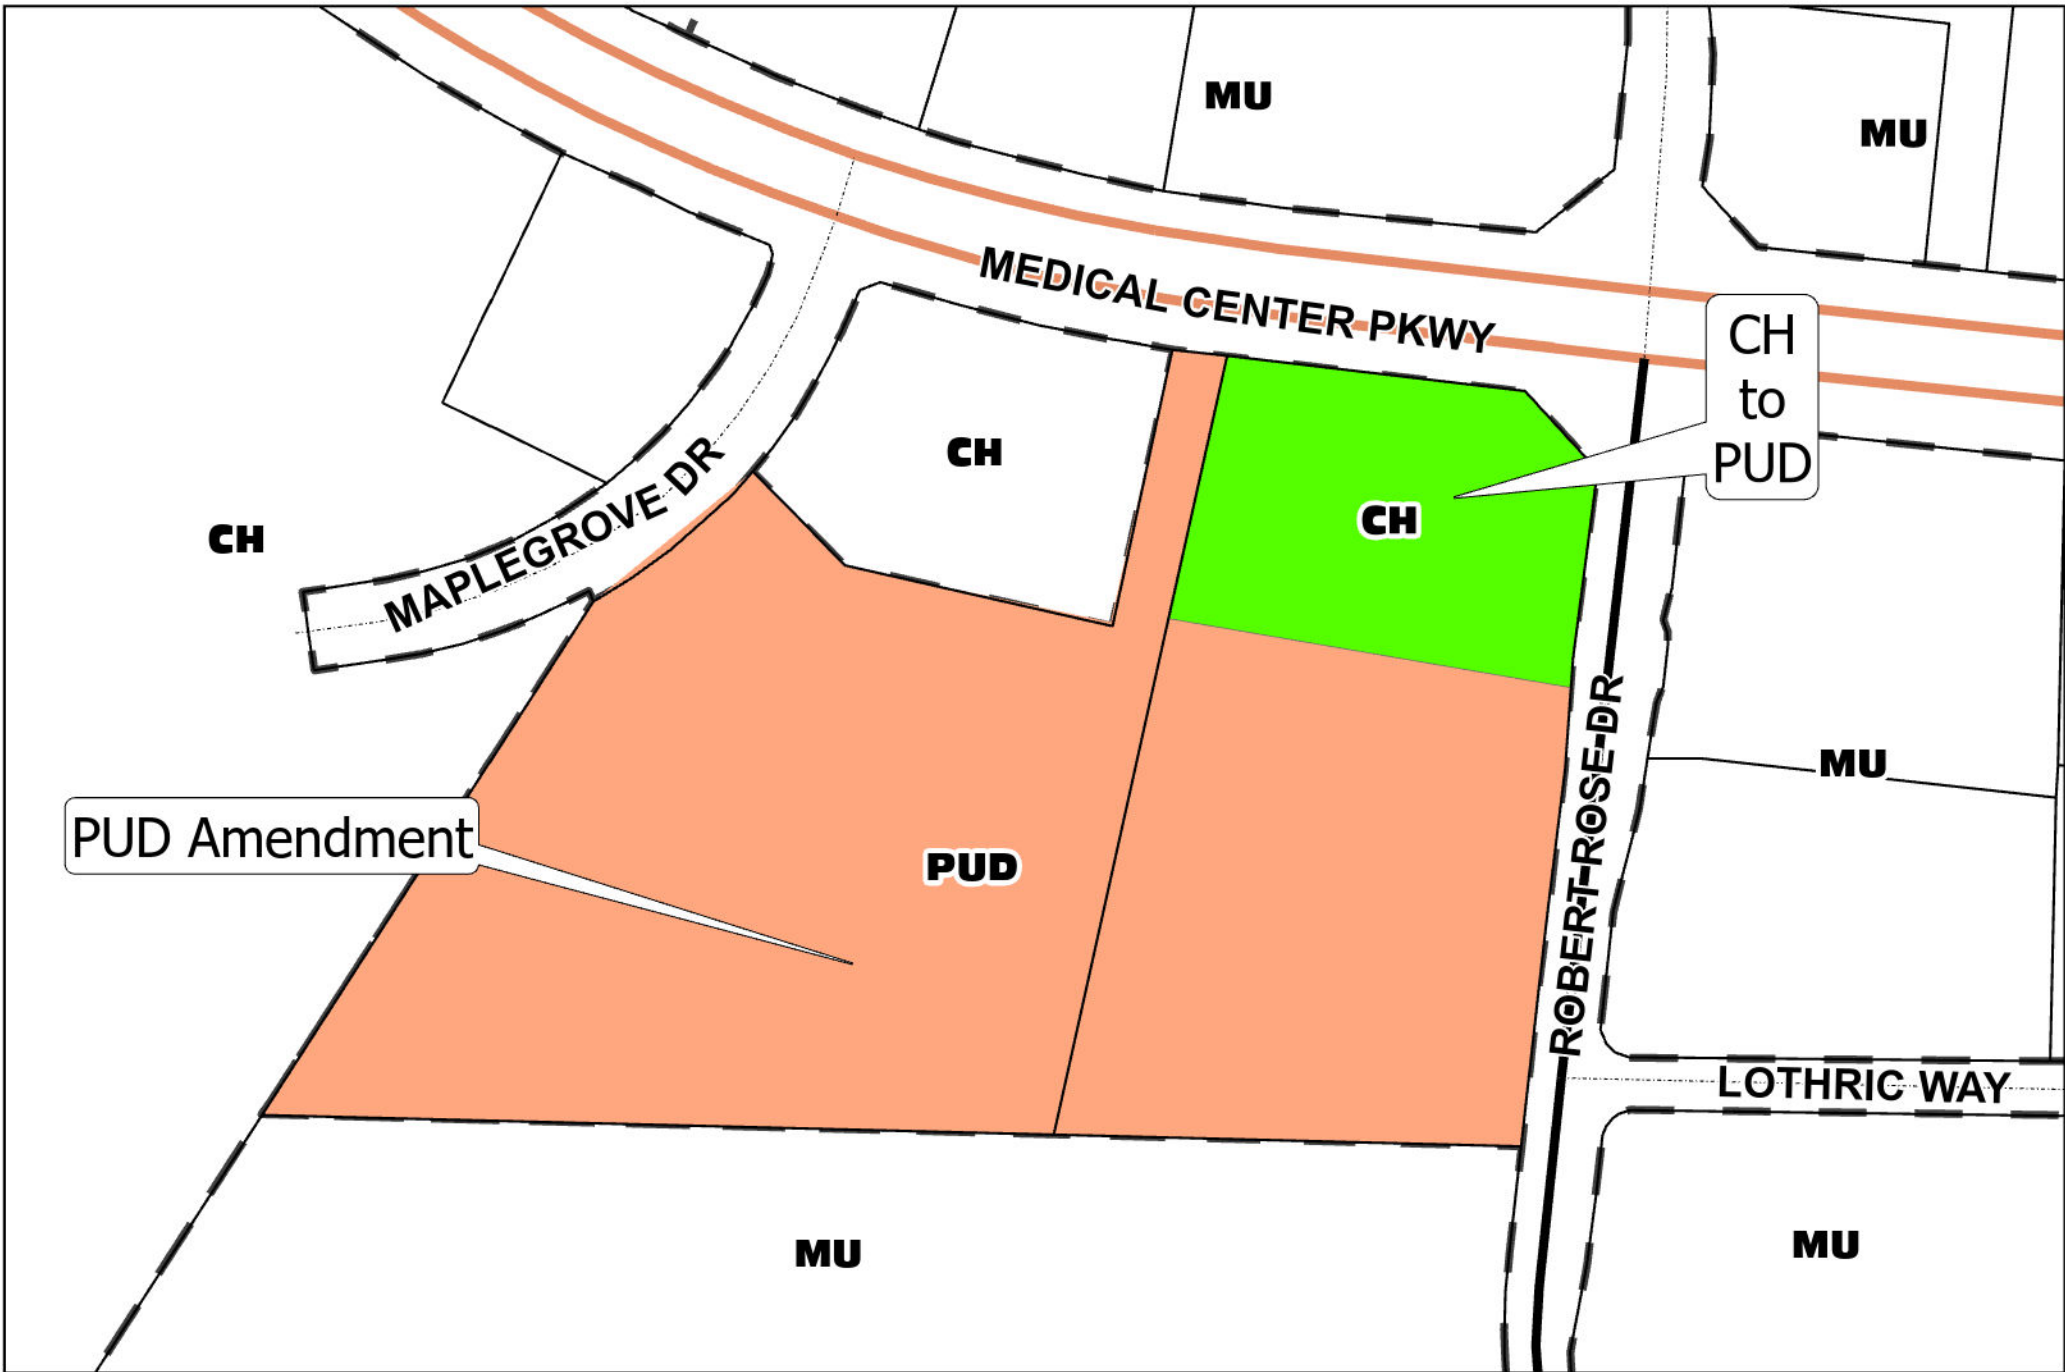 MU
MU
MEDICAL CENTER PKWY
CH
to
PUD
CH
CH
CH
MAPLEGROVE DR
ROBERT ROSE DR
MU
PUD Amendment
PUD
LOTHRIC WAY
MU
MU